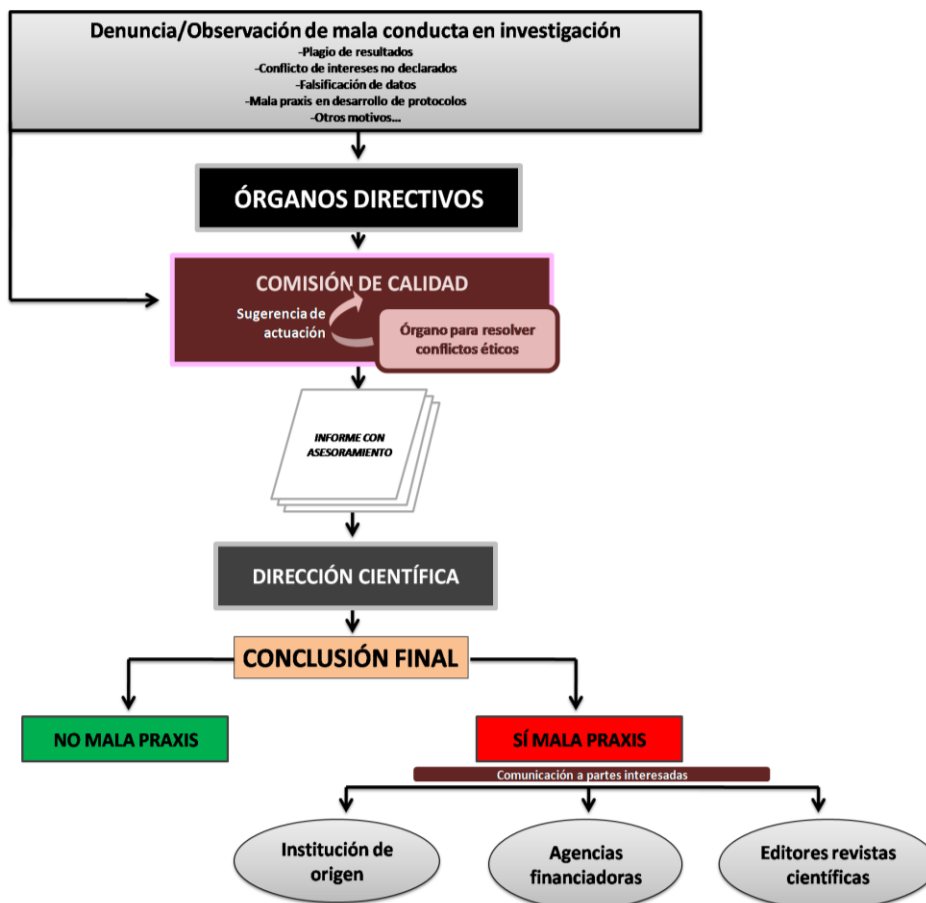 Denuncia/Observación de mala conducta en investigación
-Plagio de resultados
-Conflicto de intereses no declarados
-Falsificación de datos
-Mala praxis en desarrollo de protocolos
-Otros motivos...
ÓRGANOS DIRECTIVOS
COMISIÓN DE CALIDAD
Sugerencia de
actuación
Órgano para resolver
conflictos éticos
INFORME CON
ASESORAMIENTO
DIRECCIÓN CIENTÍFICA
CONCLUSIÓN FINAL
NO MALA PRAXIS
SÍ MALA PRAXIS
Comunicación a partes interesadas
Institución de
origen
Agencias
financiadoras
Editores revistas
científicas